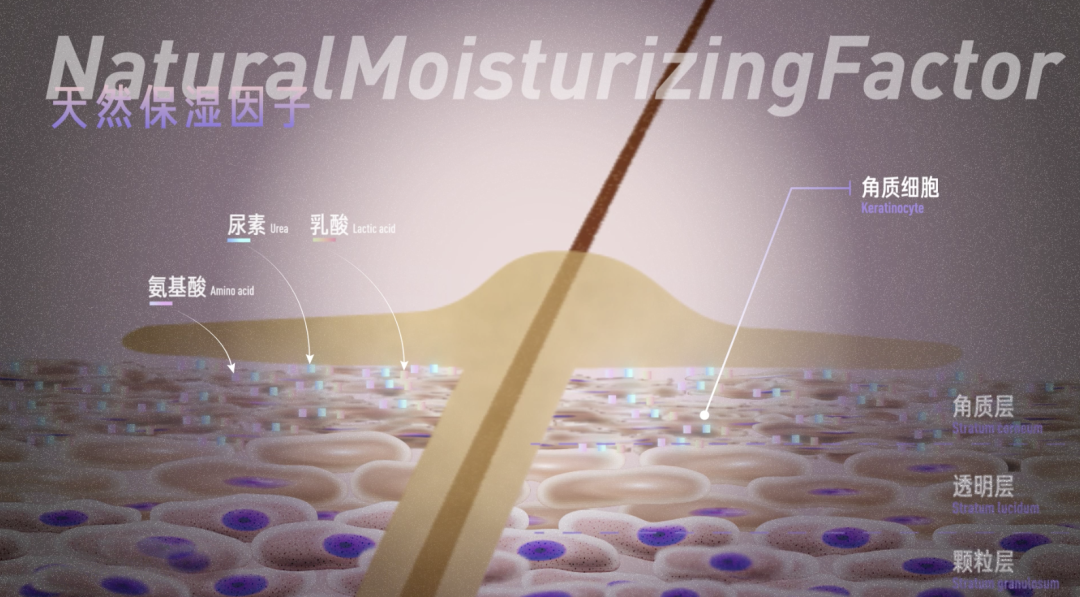 NaturalMoisturizingFactor
天然保湿因子
角质细胞
Keratinocyte
尿素 Urea
乳酸 Lactic acid
氨基酸 Amino acid
角质层
Stratum corneum
透明层
Stratum lucidum
颗粒层
Stratum granulosum